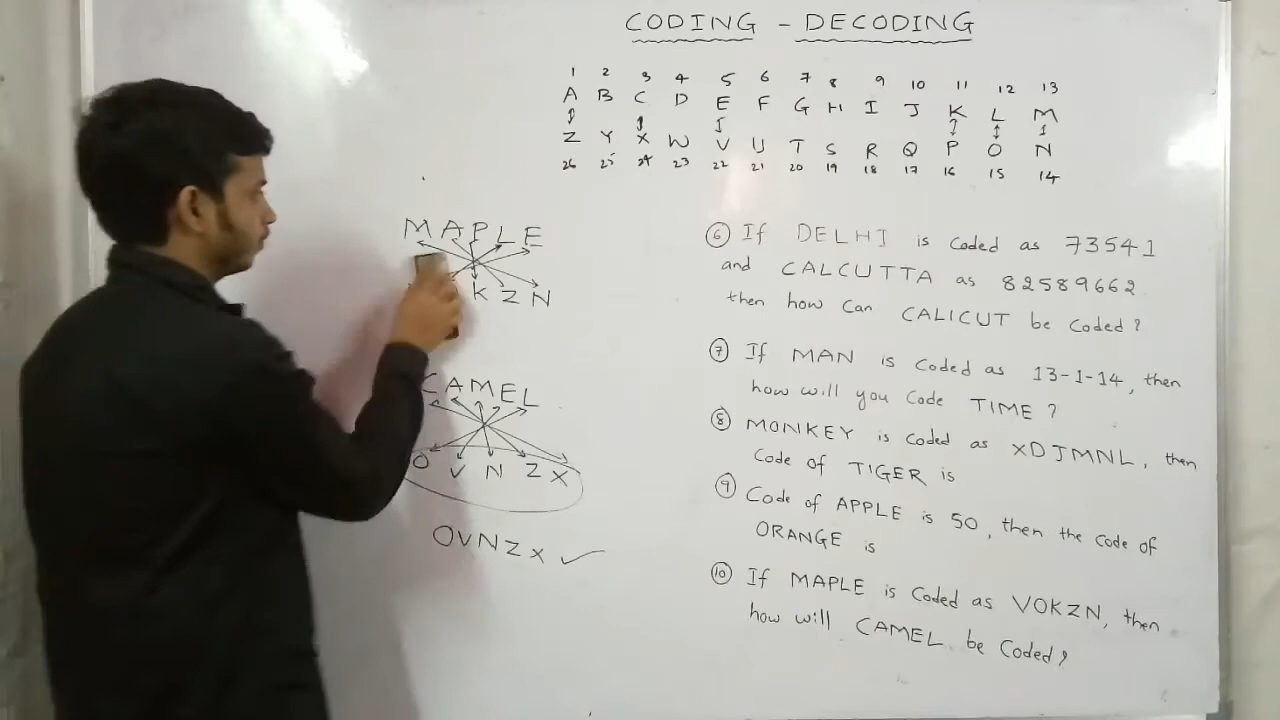 CODING - DECODING
1 2 3 4 5 6 7 8 9 10 11 12 13
A B C D E F G H I J K L M
Z Y X W V U T S R Q P O N
26 25 24 23 22 21 20 19 18 17 16 15 14
MAPLE
K Z N
CAMEL
O V N Z X
OVNZX
⑥ If DELHI is coded as 73541
and CALCUTTA as 82589662
then how can CALICUT be coded?
⑦ If MAN is coded as 13-1-14, then
how will you code TIME?
⑧ MONKEY is coded as XDJMNL, then
Code of TIGER is
⑨ Code of APPLE is 50, then the code of
ORANGE is
⑩ If MAPLE is coded as VOKZN, then
how will CAMEL be coded?